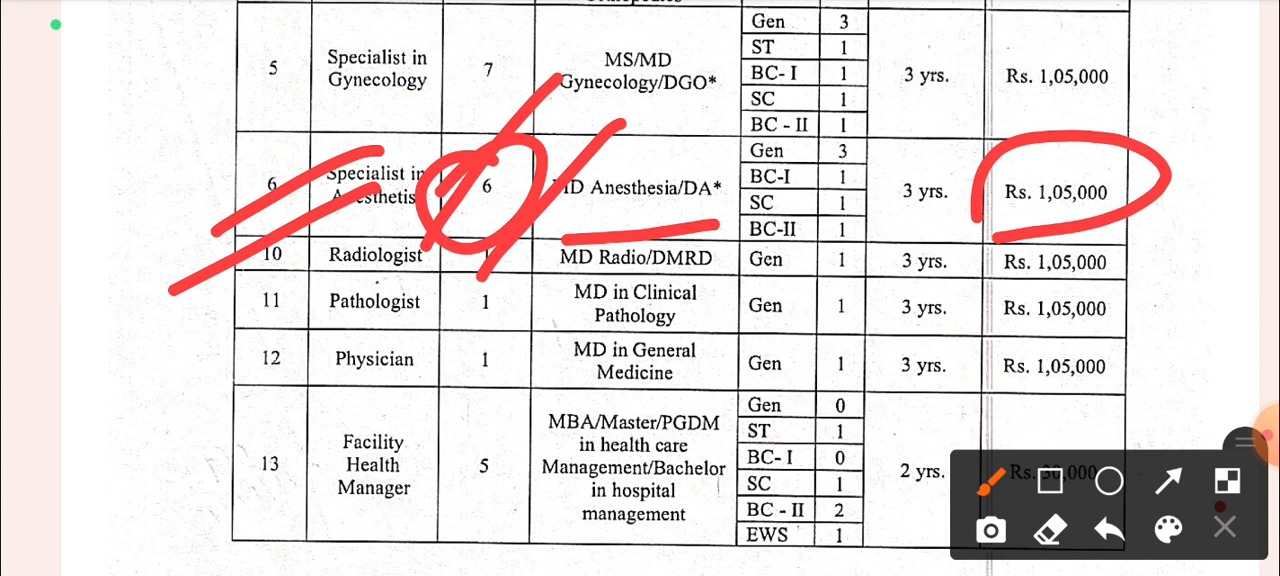 Gen 3
5 Specialist in Gynecology 7 MS/MD Gynecology/DGO* ST 1 3 yrs. Rs. 1,05,000
BC- I 1
SC 1
BC - II 1
6 Specialist in 6 MD Anesthesia/DA* Gen 3 3 yrs. Rs. 1,05,000
BC-I 1
SC 1
BC-II 1
10 Radiologist 1 MD Radio/DMRD Gen 1 3 yrs. Rs. 1,05,000
11 Pathologist 1 MD in Clinical Pathology Gen 1 3 yrs. Rs. 1,05,000
12 Physician 1 MD in General Medicine Gen 1 3 yrs. Rs. 1,05,000
13 Facility Health Manager 5 MBA/Master/PGDM in health care Management/Bachelor in hospital management Gen 0 2 yrs.
ST 1
BC- I 0
SC 1
BC - II 2
EWS 1